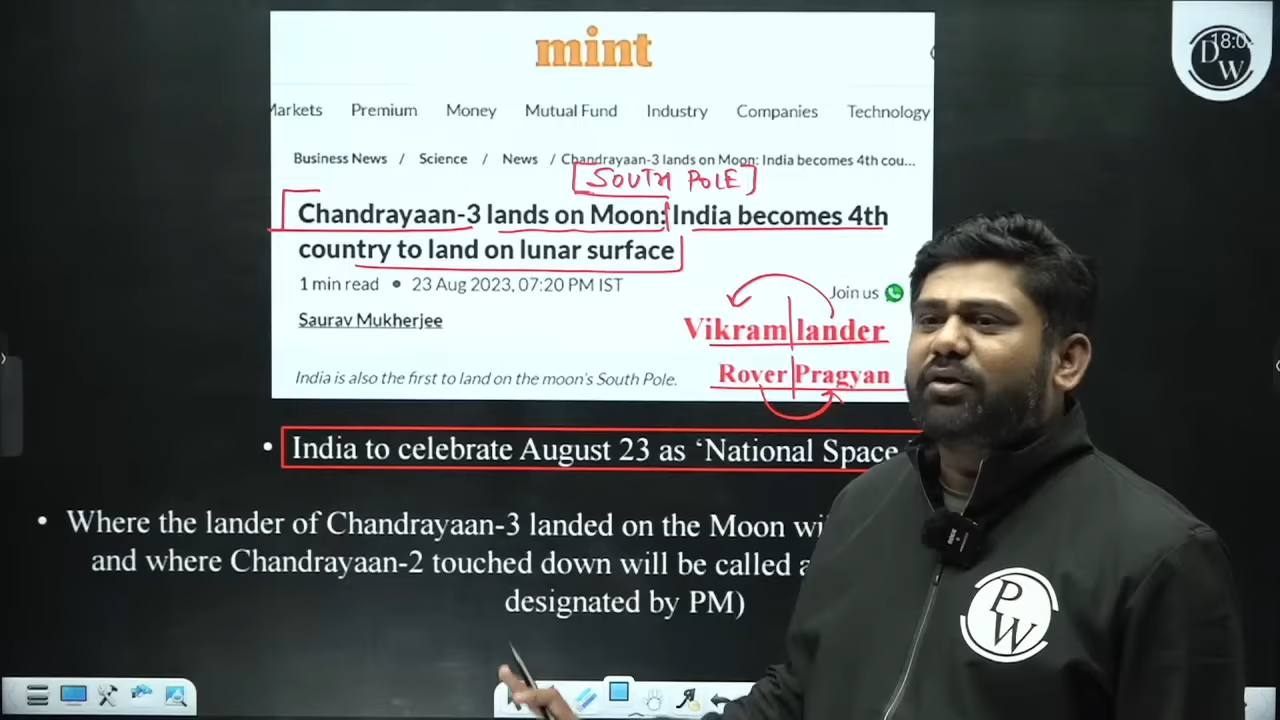 mint
18:0
DW
Markets Premium Money Mutual Fund Industry Companies Technology
Business News / Science / News / Chandrayaan-3 lands on Moon: India becomes 4th cou...
[SOUTH POLE]
Chandrayaan-3 lands on Moon: India becomes 4th
country to land on lunar surface
1 min read • 23 Aug 2023, 07:20 PM IST
Join us
Saurav Mukherjee
Vikram lander
Rover Pragyan
India is also the first to land on the moon's South Pole.
• India to celebrate August 23 as ‘National Space
• Where the lander of Chandrayaan-3 landed on the Moon wi
and where Chandrayaan-2 touched down will be called a
designated by PM)
PW